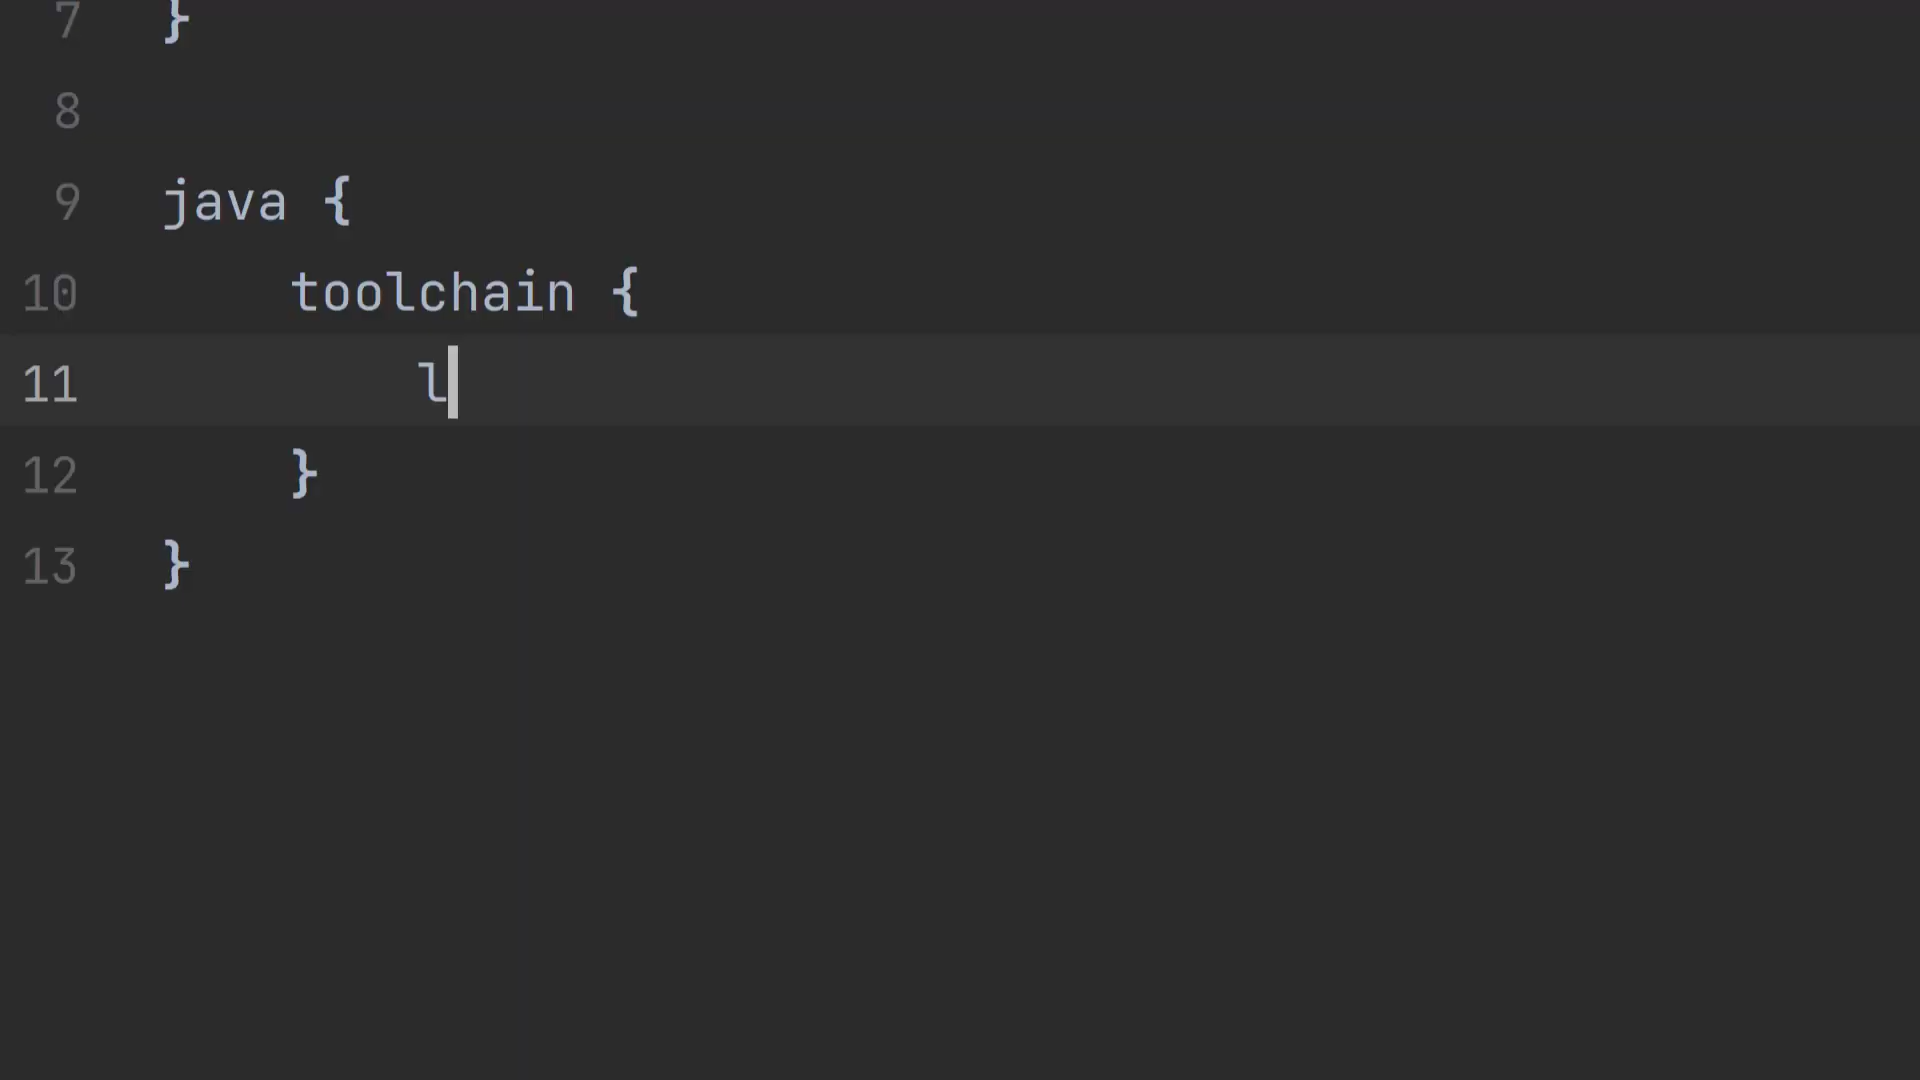 7 }
8
9 java {
10 toolchain {
11 l
12 }
13 }